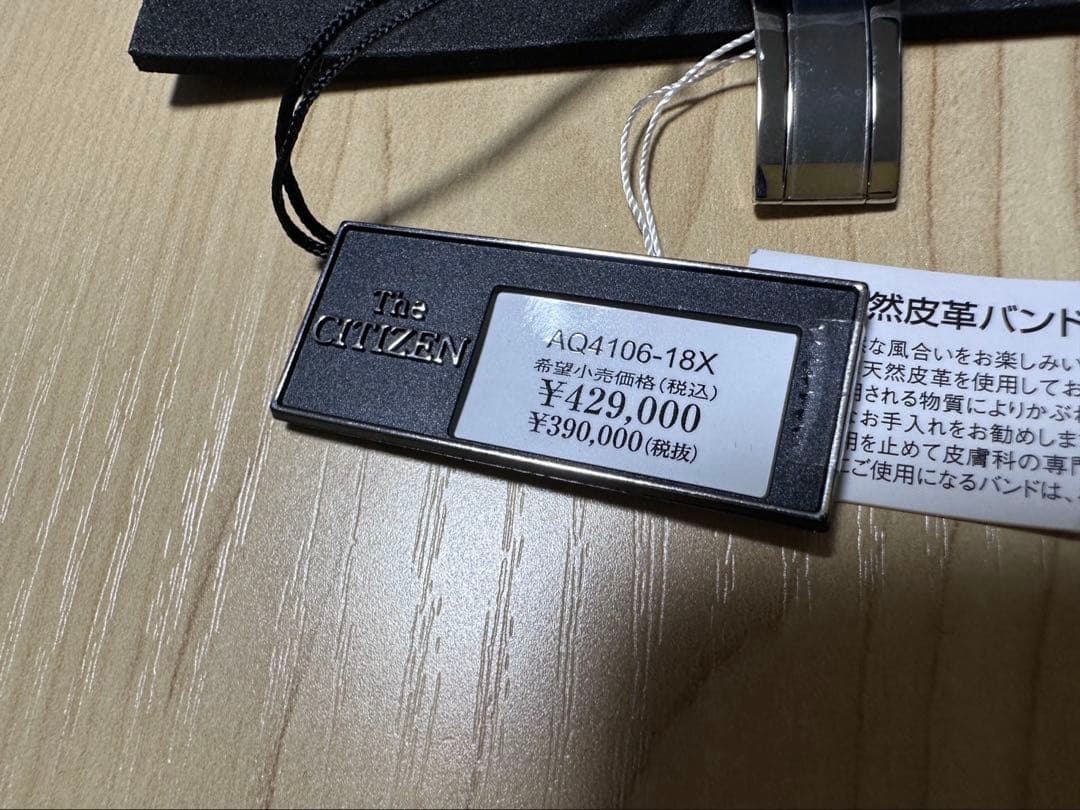 The
CITIZEN
AQ4106-18X
希望小売価格(税込)
¥429,000
¥390,000(税抜)
然皮革バンド
な風合いをお楽しみい
天然皮革を使用してお
される物質によりかぶれ
お手入れをお勧めしま
用を止めて皮膚科の専門
ご使用になるバンドは、